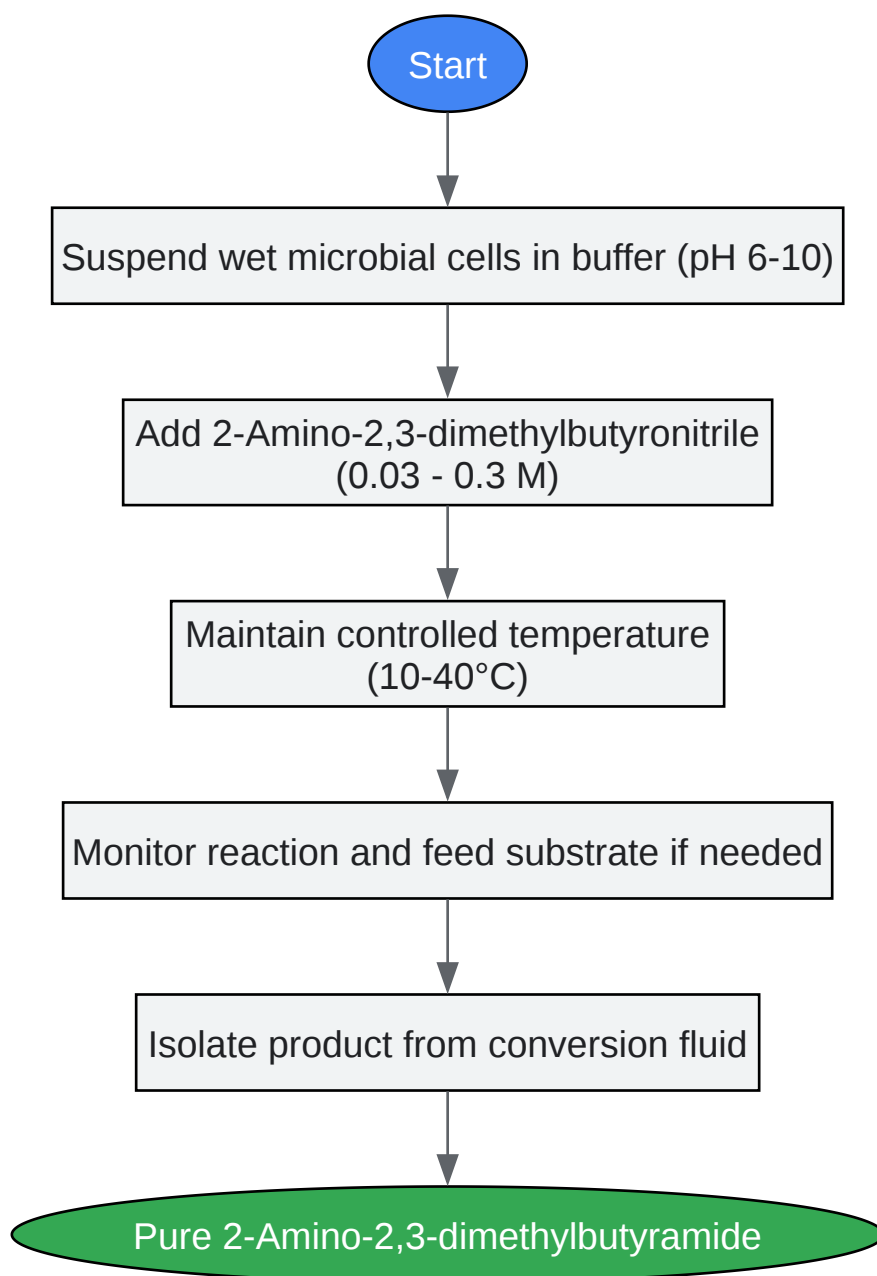 Start
Suspend wet microbial cells in buffer (pH 6-10)
Add 2-Amino-2,3-dimethylbutyronitrile
(0.03 - 0.3 M)
Maintain controlled temperature
(10-40°C)
Monitor reaction and feed substrate if needed
Isolate product from conversion fluid
Pure 2-Amino-2,3-dimethylbutyramide